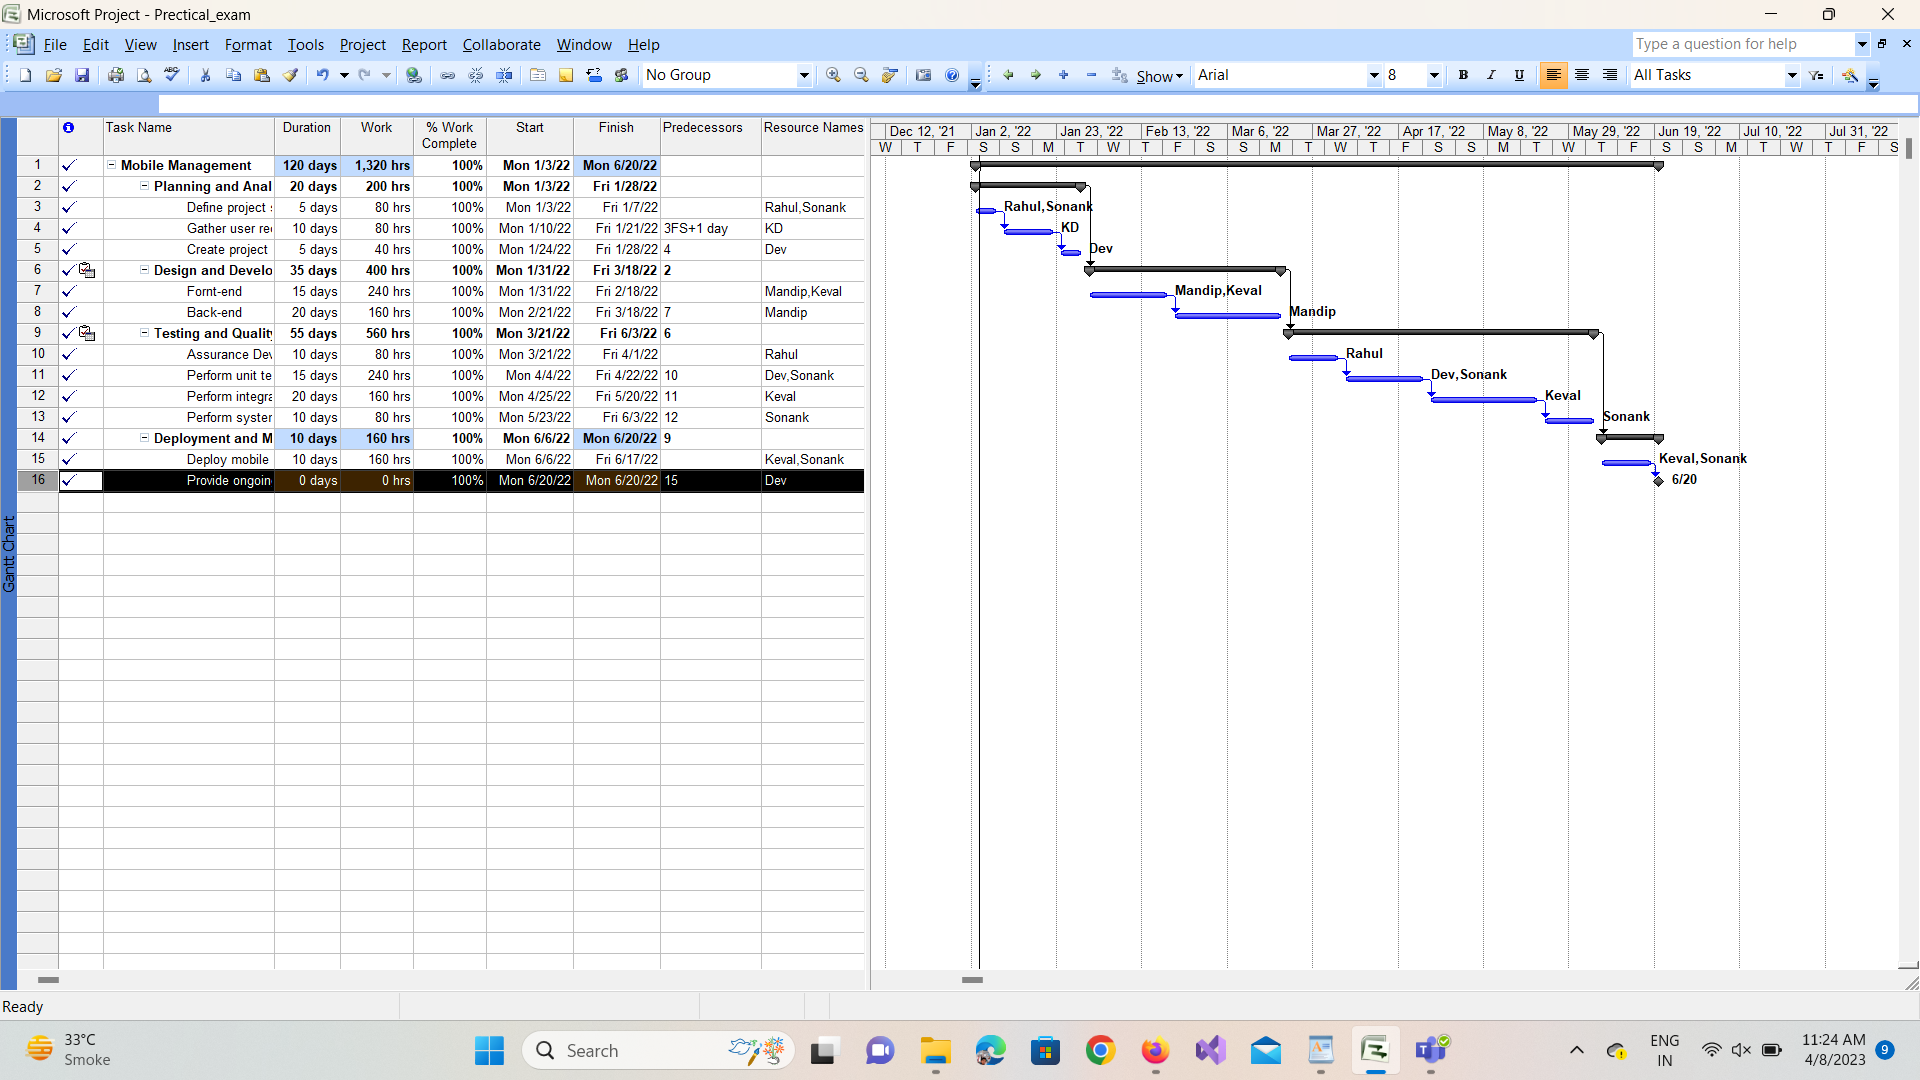 Microsoft Project - Prectical_exam
File Edit View Insert Format Tools Project Report Collaborate Window Help
Type a question for help
No Group Show Arial 8 B I U All Tasks
Task Name Duration Work % Work Complete Start Finish Predecessors Resource Names
Dec 12, '21 Jan 2, '22 Jan 23, '22 Feb 13, '22 Mar 6, '22 Mar 27, '22 Apr 17, '22 May 8, '22 May 29, '22 Jun 19, '22 Jul 10, '22 Jul 31, '22
W T F S S M T W T F S S M T W T F S S M T W T F S S M T W T F S
1 Mobile Management 120 days 1,320 hrs 100% Mon 1/3/22 Mon 6/20/22
2 Planning and Anal 20 days 200 hrs 100% Mon 1/3/22 Fri 1/28/22
3 Define project 5 days 80 hrs 100% Mon 1/3/22 Fri 1/7/22 Rahul,Sonank
Rahul,Sonank
4 Gather user re 10 days 80 hrs 100% Mon 1/10/22 Fri 1/21/22 3FS+1 day KD
KD
5 Create project 5 days 40 hrs 100% Mon 1/24/22 Fri 1/28/22 4 Dev
Dev
6 Design and Develo 35 days 400 hrs 100% Mon 1/31/22 Fri 3/18/22 2
7 Fornt-end 15 days 240 hrs 100% Mon 1/31/22 Fri 2/18/22 Mandip,Keval
Mandip,Keval
8 Back-end 20 days 160 hrs 100% Mon 2/21/22 Fri 3/18/22 7 Mandip
Mandip
9 Testing and Quality 55 days 560 hrs 100% Mon 3/21/22 Fri 6/3/22 6
10 Assurance Dev 10 days 80 hrs 100% Mon 3/21/22 Fri 4/1/22 Rahul
Rahul
11 Perform unit te 15 days 240 hrs 100% Mon 4/4/22 Fri 4/22/22 10 Dev,Sonank
Dev,Sonank
12 Perform integra 20 days 160 hrs 100% Mon 4/25/22 Fri 5/20/22 11 Keval
Keval
13 Perform syster 10 days 80 hrs 100% Mon 5/23/22 Fri 6/3/22 12 Sonank
Sonank
14 Deployment and M 10 days 160 hrs 100% Mon 6/6/22 Mon 6/20/22 9
15 Deploy mobile 10 days 160 hrs 100% Mon 6/6/22 Fri 6/17/22 Keval,Sonank
Keval,Sonank
16 Provide ongoin 0 days 0 hrs 100% Mon 6/20/22 Mon 6/20/22 15 Dev
6/20
Gantt Chart
Ready
33°C
Smoke
Search
ENG
IN
11:24 AM
4/8/2023
9